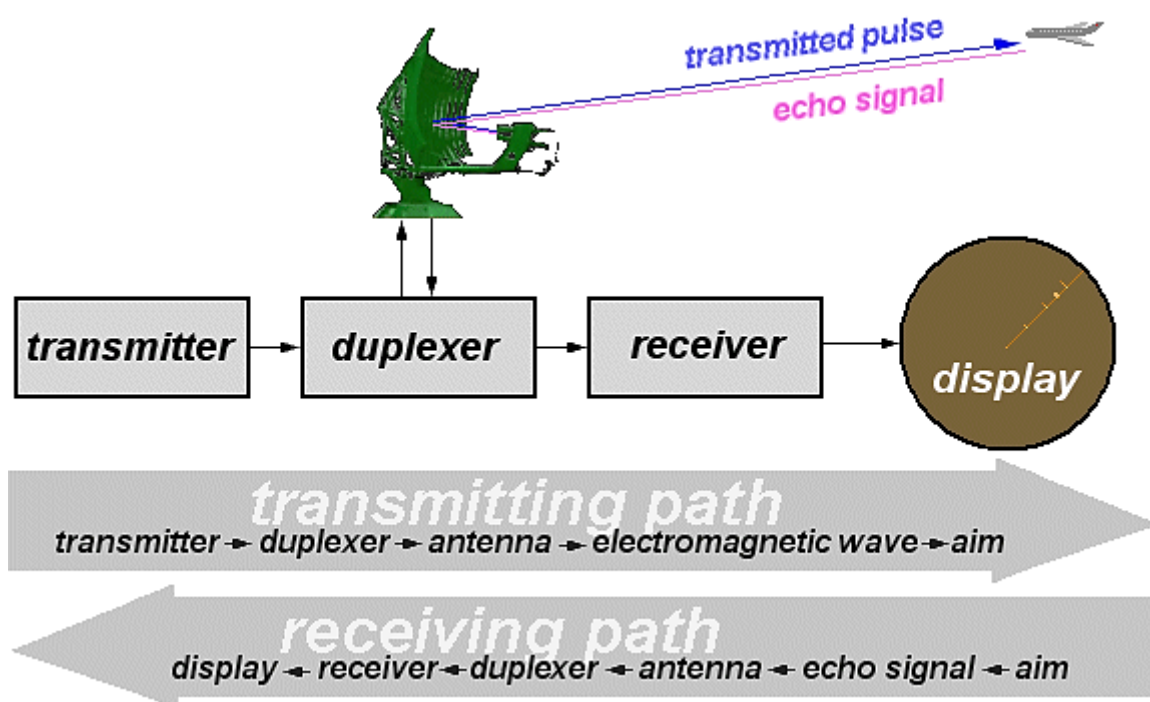 transmitted pulse
echo signal
transmitter
duplexer
receiver
display
transmitting path
transmitter → duplexer → antenna → electromagnetic wave → aim
receiving path
display ← receiver ← duplexer ← antenna ← echo signal ← aim